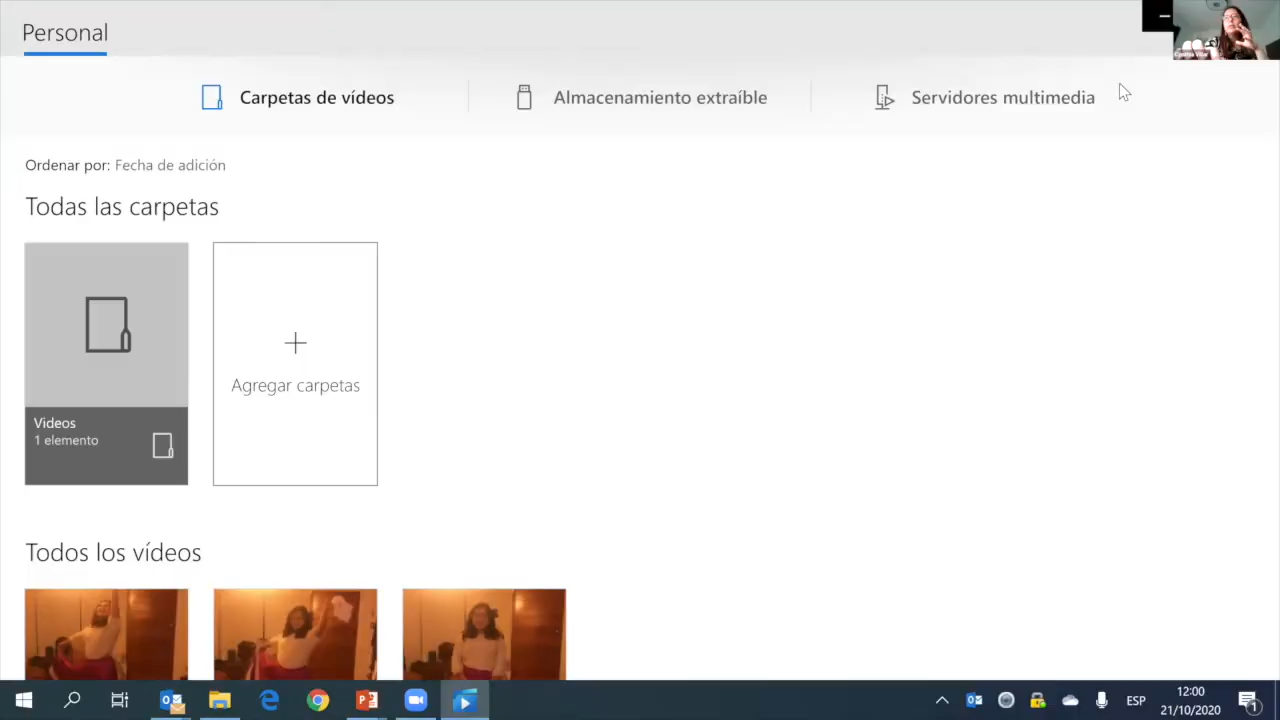 Personal
Carpetas de vídeos
Almacenamiento extraíble
Servidores multimedia
Ordenar por: Fecha de adición
Todas las carpetas
Videos
1 elemento
Agregar carpetas
Todos los vídeos
ESP
12:00
21/10/2020
1